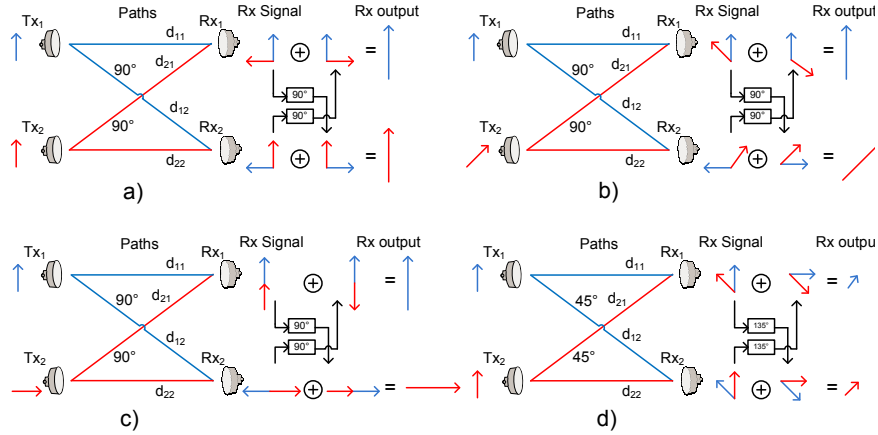 Tx1 Paths Rx1 Rx Signal Rx output
d11
90° d21
+ =
90°
90°
d12
Tx2 90° Rx2
d22
+ =
a)
Tx1 Paths Rx1 Rx Signal Rx output
d11
90° d21
+ =
90°
90°
d12
Tx2 90° Rx2
d22
+ =
b)
Tx1 Paths Rx1 Rx Signal Rx output
d11
90° d21
+ =
90°
90°
d12
Tx2 90° Rx2
d22
+ =
c)
Tx1 Paths Rx1 Rx Signal Rx output
d11
45° d21
+ =
135°
135°
d12
Tx2 45° Rx2
d22
+ =
d)